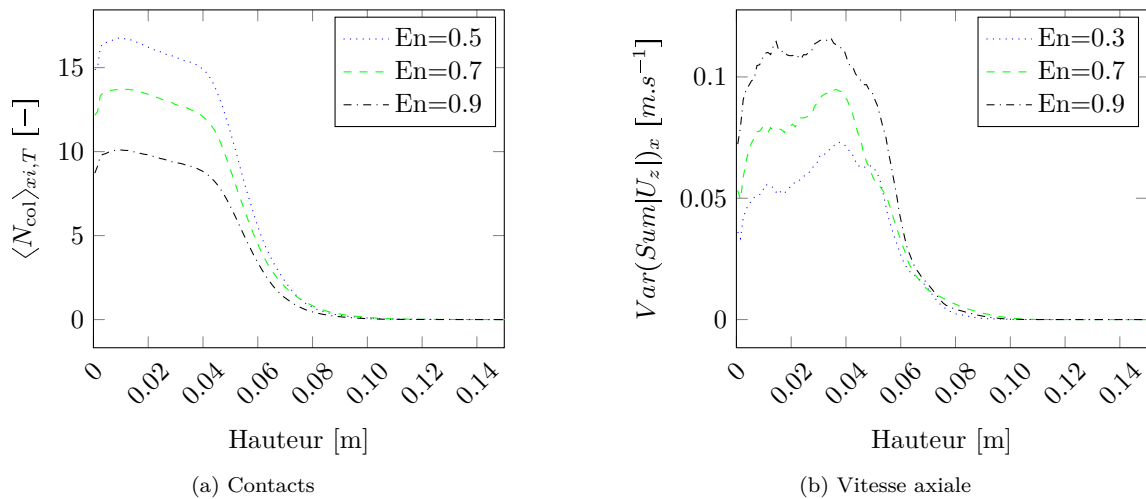 En=0.5
En=0.7
En=0.9
15
10
5
0
⟨N_col⟩_{xi,T} [−]
0 0.02 0.04 0.06 0.08 0.10 0.12 0.14
Hauteur [m]
(a) Contacts
En=0.3
En=0.7
En=0.9
0.1
0.05
0
Var(Sum|U_z|)_x [m.s^{−1}]
0 0.02 0.04 0.06 0.08 0.10 0.12 0.14
Hauteur [m]
(b) Vitesse axiale